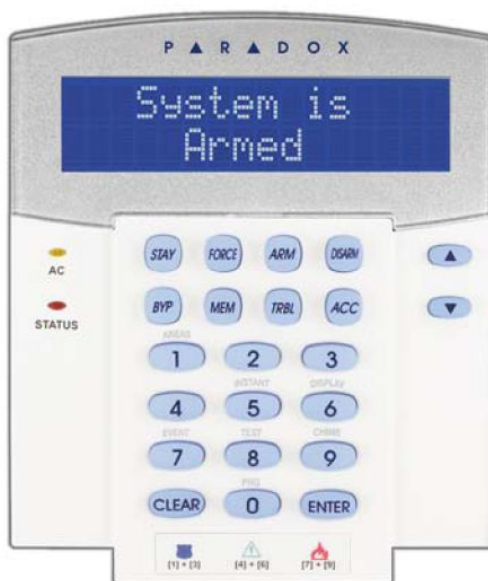 PARADOX
System is
Armed
STAY FORCE ARM DISARM
AC
BYP MEM TRBL ACC
STATUS
AREAS
1 2 3
INSTANT DISPLAY
4 5 6
EVENT TEST CHIME
7 8 9
PRG
CLEAR 0 ENTER
[1] + [3] [4] + [6] [7] + [9]